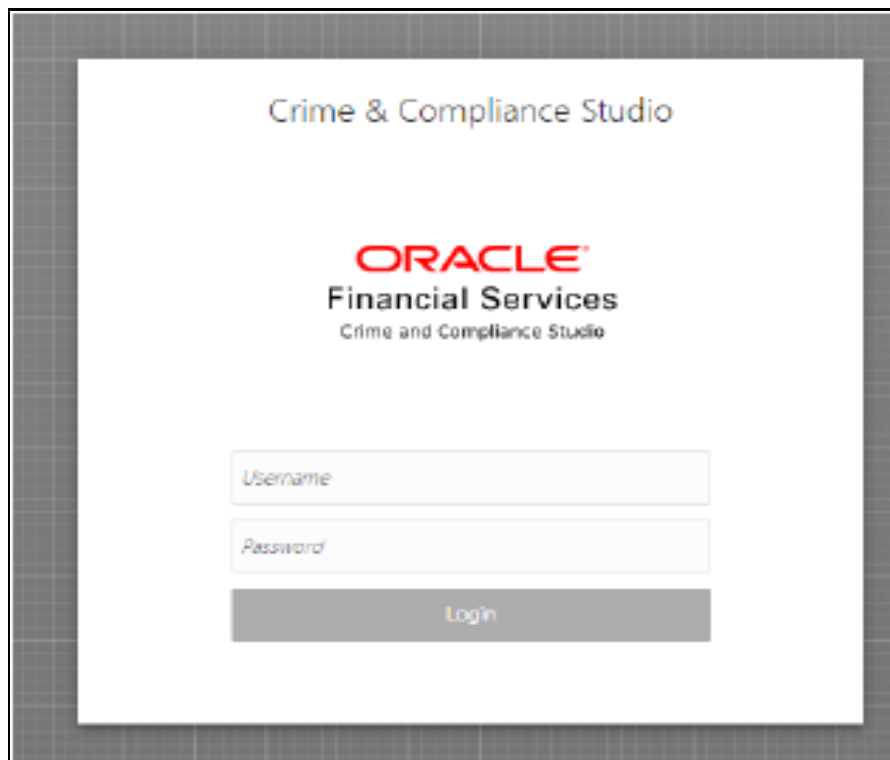 Crime & Compliance Studio
ORACLE®
Financial Services
Crime and Compliance Studio
Username
Password
Login